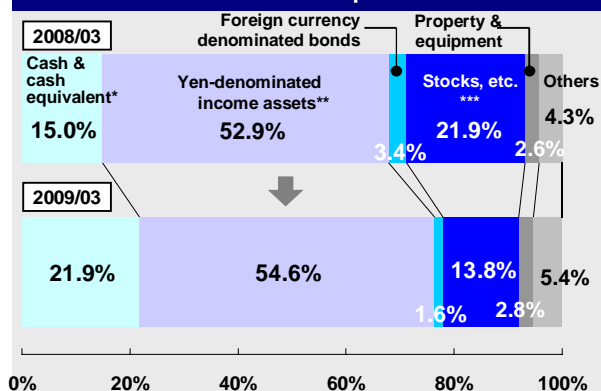 Foreign currency
denominated bonds
Property &
equipment
2008/03
Cash &
cash
equivalent*
15.0%
Yen-denominated
income assets**
52.9%
3.4%
Stocks, etc.
***
21.9%
2.6%
Others
4.3%
2009/03
21.9%
54.6%
1.6%
13.8%
2.8%
5.4%
0% 20% 40% 60% 80% 100%